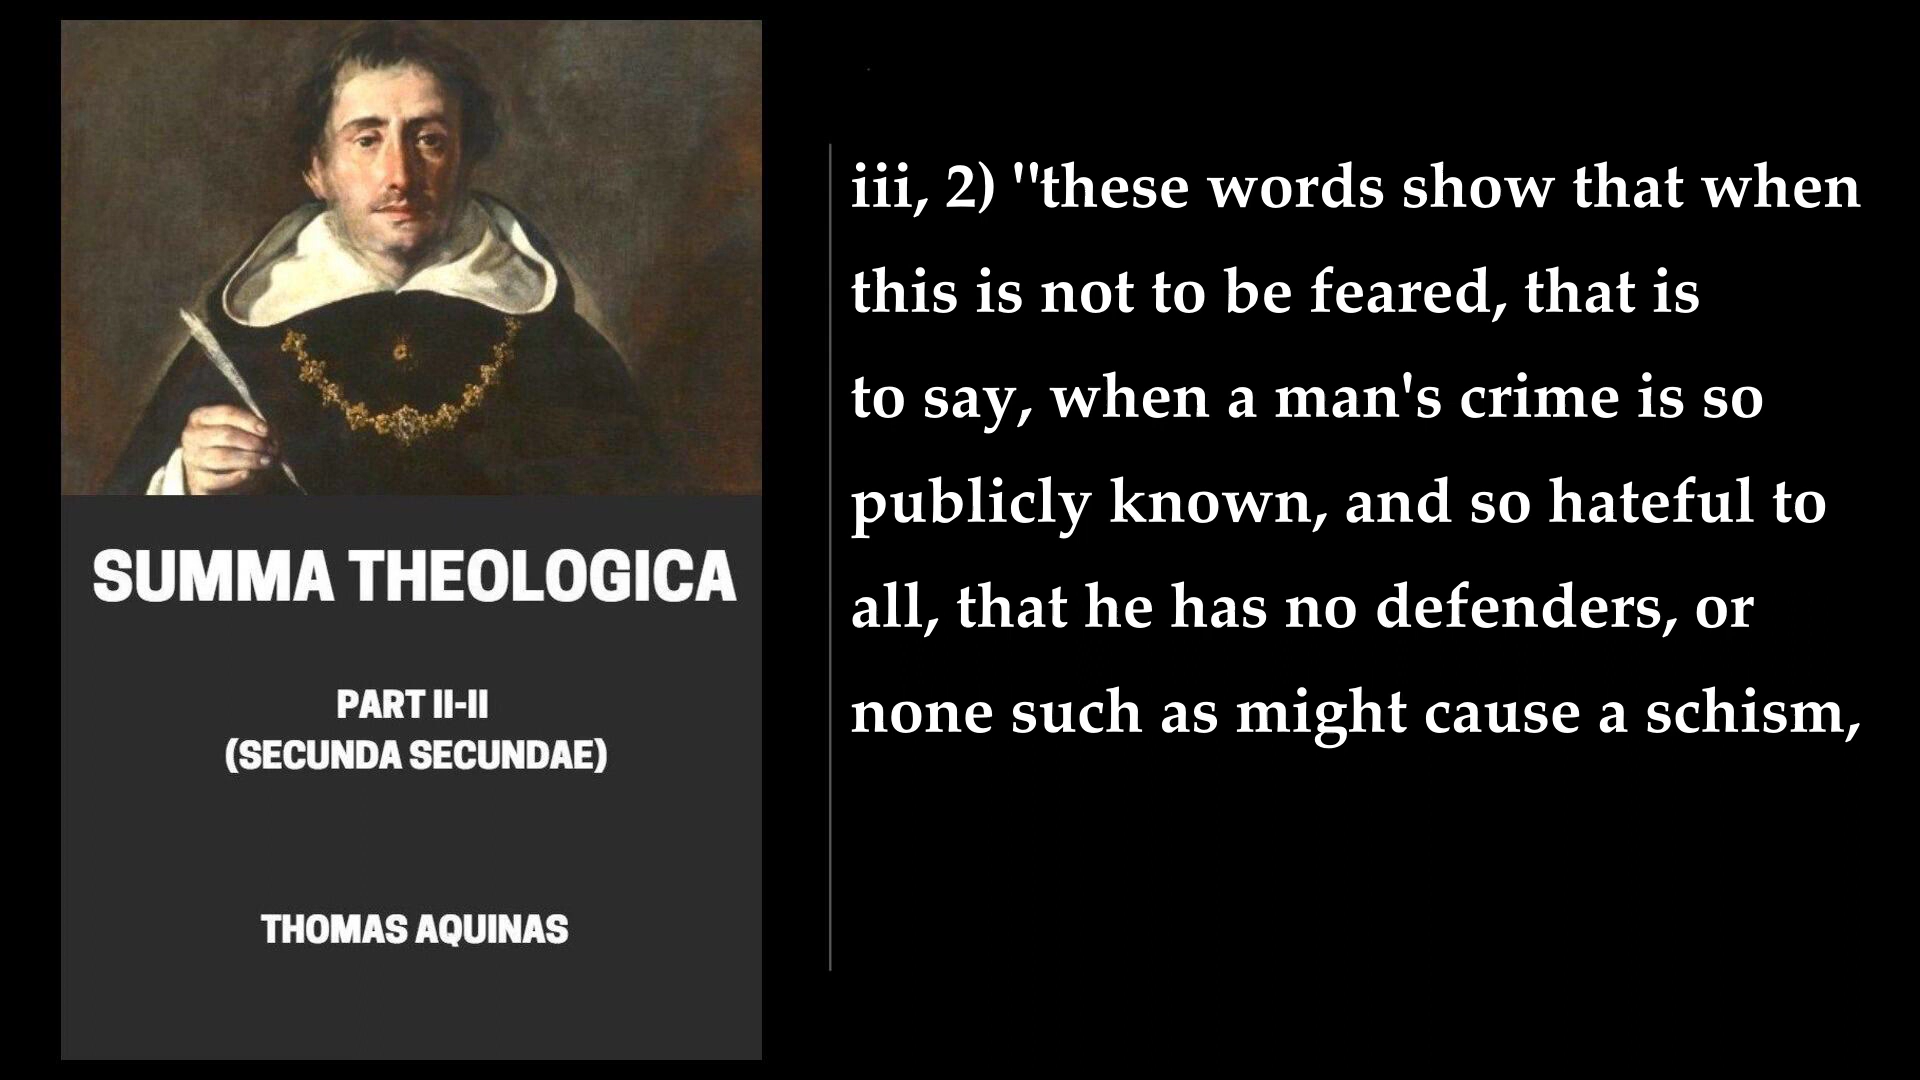 SUMMA THEOLOGICA
PART II-II
(SECUNDA SECUNDAE)
THOMAS AQUINAS
iii, 2) "these words show that when
this is not to be feared, that is
to say, when a man's crime is so
publicly known, and so hateful to
all, that he has no defenders, or
none such as might cause a schism,